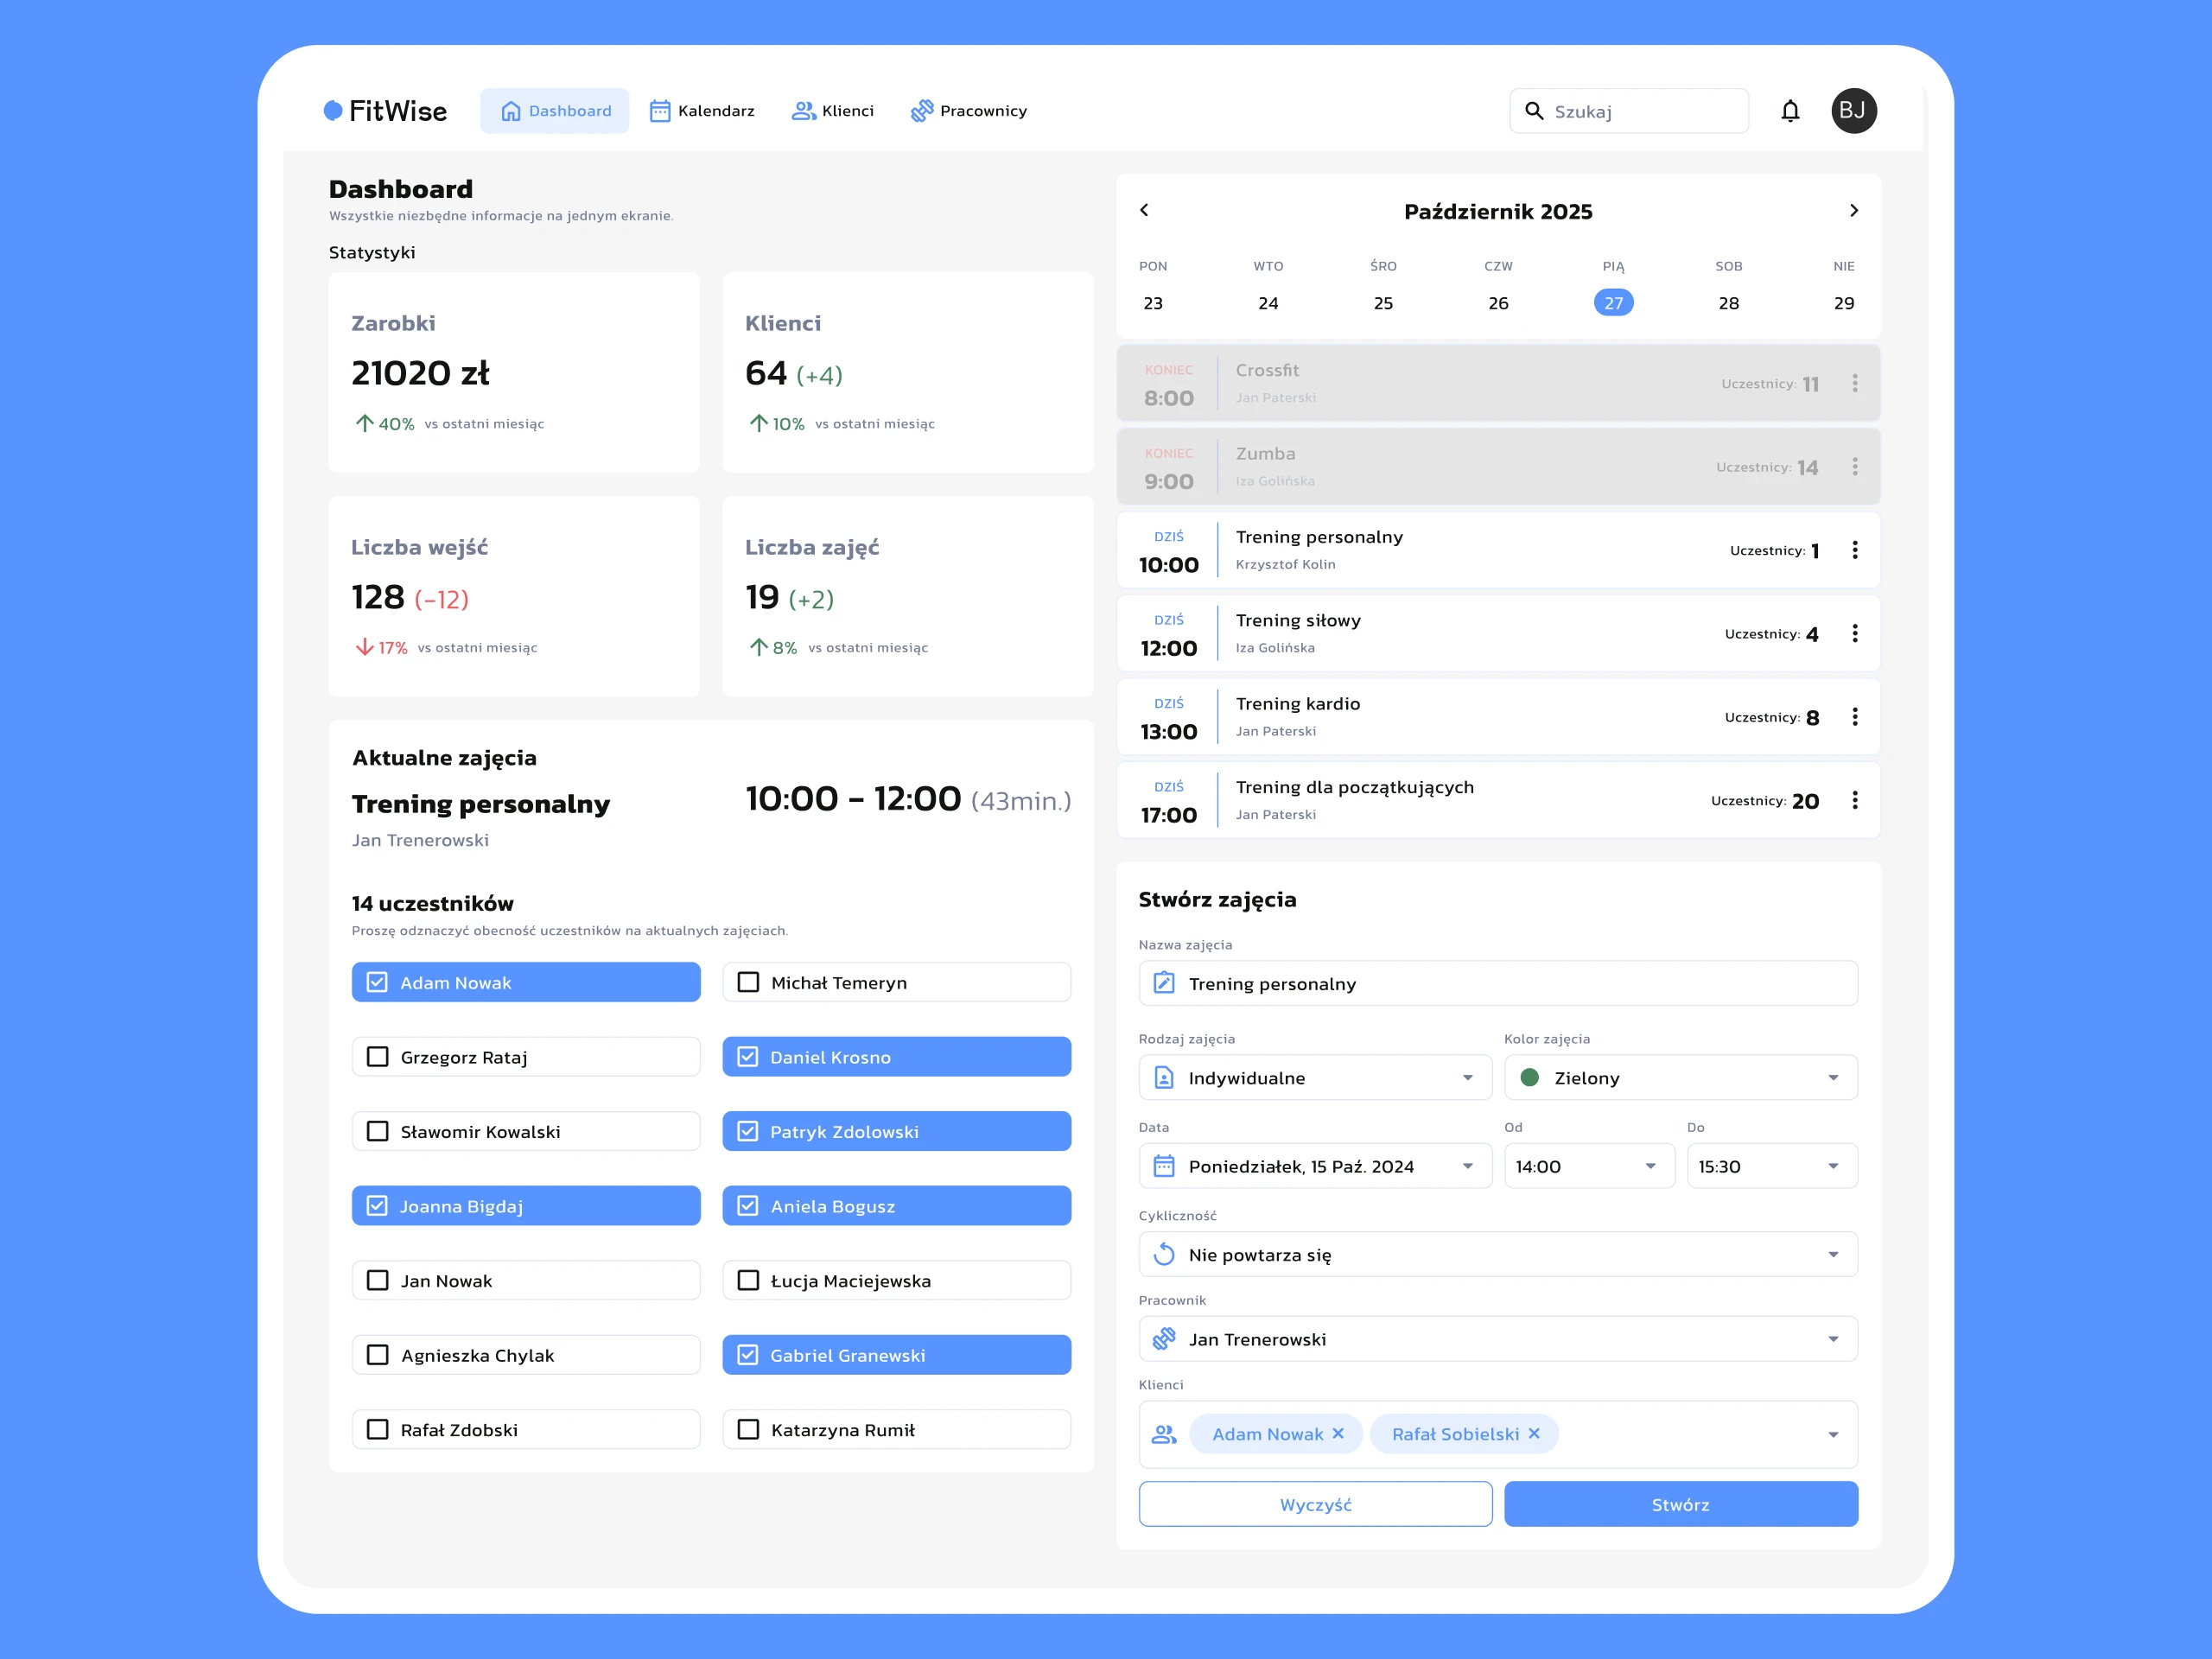 FitWise
Dashboard
Kalendarz
Klienci
Pracownicy
Szukaj
BJ
Dashboard
Wszystkie niezbędne informacje na jednym ekranie.
Statystyki
Zarobki
21020 zł
40% vs ostatni miesiąc
Klienci
64 (+4)
10% vs ostatni miesiąc
Liczba wejść
128 (-12)
17% vs ostatni miesiąc
Liczba zajęć
19 (+2)
8% vs ostatni miesiąc
Aktualne zajęcia
Trening personalny
Jan Trenerowski
10:00 - 12:00 (43min.)
14 uczestników
Proszę odznaczyć obecność uczestników na aktualnych zajęciach.
Adam Nowak
Michał Temeryn
Grzegorz Rataj
Daniel Krosno
Sławomir Kowalski
Patryk Zdolowski
Joanna Bigdaj
Aniela Bogusz
Jan Nowak
Łucja Maciejewska
Agnieszka Chylak
Gabriel Granewski
Rafał Zdobski
Katarzyna Rumił
Październik 2025
PON WTO ŚRO CZW PIĄ SOB NIE
23 24 25 26 27 28 29
KONIEC
8:00
Crossfit
Jan Paterski
Uczestnicy: 11
KONIEC
9:00
Zumba
Iza Golińska
Uczestnicy: 14
DZIŚ
10:00
Trening personalny
Krzysztof Kolin
Uczestnicy: 1
DZIŚ
12:00
Trening siłowy
Iza Golińska
Uczestnicy: 4
DZIŚ
13:00
Trening kardio
Jan Paterski
Uczestnicy: 8
DZIŚ
17:00
Trening dla początkujących
Jan Paterski
Uczestnicy: 20
Stwórz zajęcia
Nazwa zajęcia
Trening personalny
Rodzaj zajęcia
Indywidualne
Kolor zajęcia
Zielony
Data
Poniedziałek, 15 Paź. 2024
Od
14:00
Do
15:30
Cykliczność
Nie powtarza się
Pracownik
Jan Trenerowski
Klienci
Adam Nowak
Rafał Sobielski
Wyczyść
Stwórz